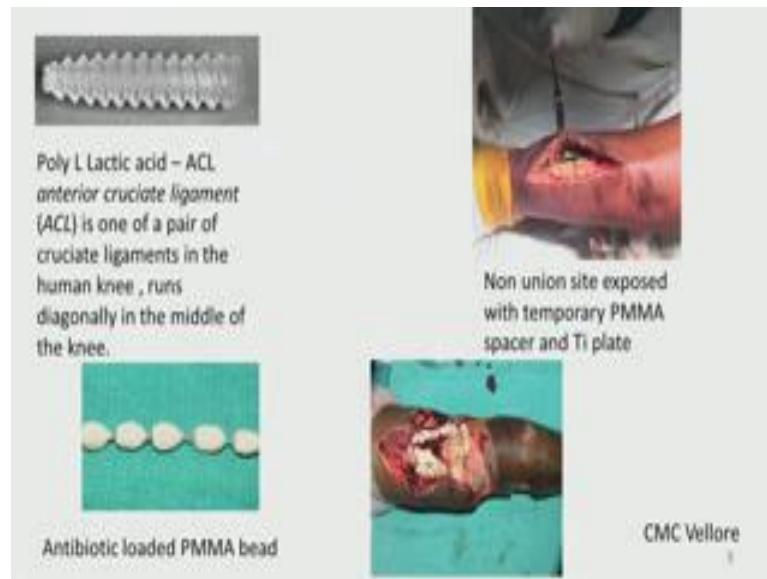 Poly L Lactic acid – ACL
anterior cruciate ligament
(ACL) is one of a pair of
cruciate ligaments in the
human knee , runs
diagonally in the middle of
the knee.
Non union site exposed
with temporary PMMA
spacer and Ti plate
Antibiotic loaded PMMA bead
CMC Vellore